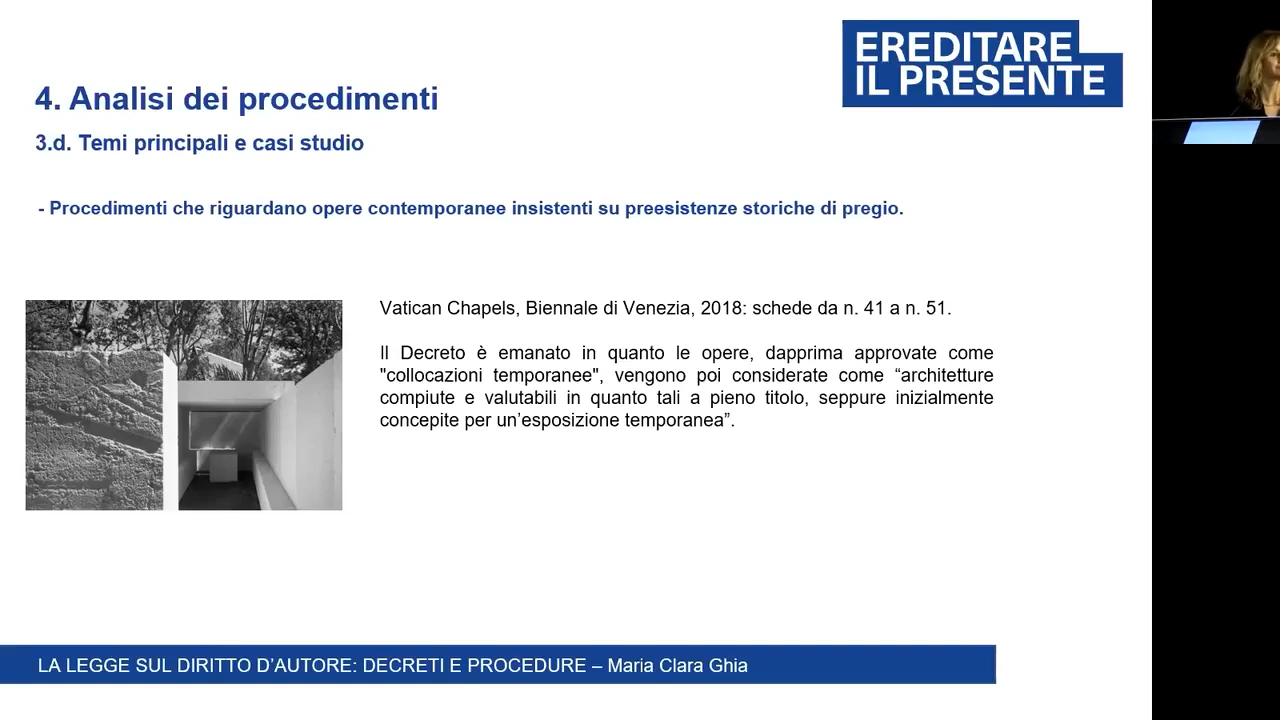 EREDITARE
IL PRESENTE
4. Analisi dei procedimenti
3.d. Temi principali e casi studio
- Procedimenti che riguardano opere contemporanee insistenti su preesistenze storiche di pregio.
Vatican Chapels, Biennale di Venezia, 2018: schede da n. 41 a n. 51.
Il Decreto è emanato in quanto le opere, dapprima approvate come
"collocazioni temporanee", vengono poi considerate come “architetture
compiute e valutabili in quanto tali a pieno titolo, seppure inizialmente
concepite per un’esposizione temporanea”.
LA LEGGE SUL DIRITTO D’AUTORE: DECRETI E PROCEDURE – Maria Clara Ghia